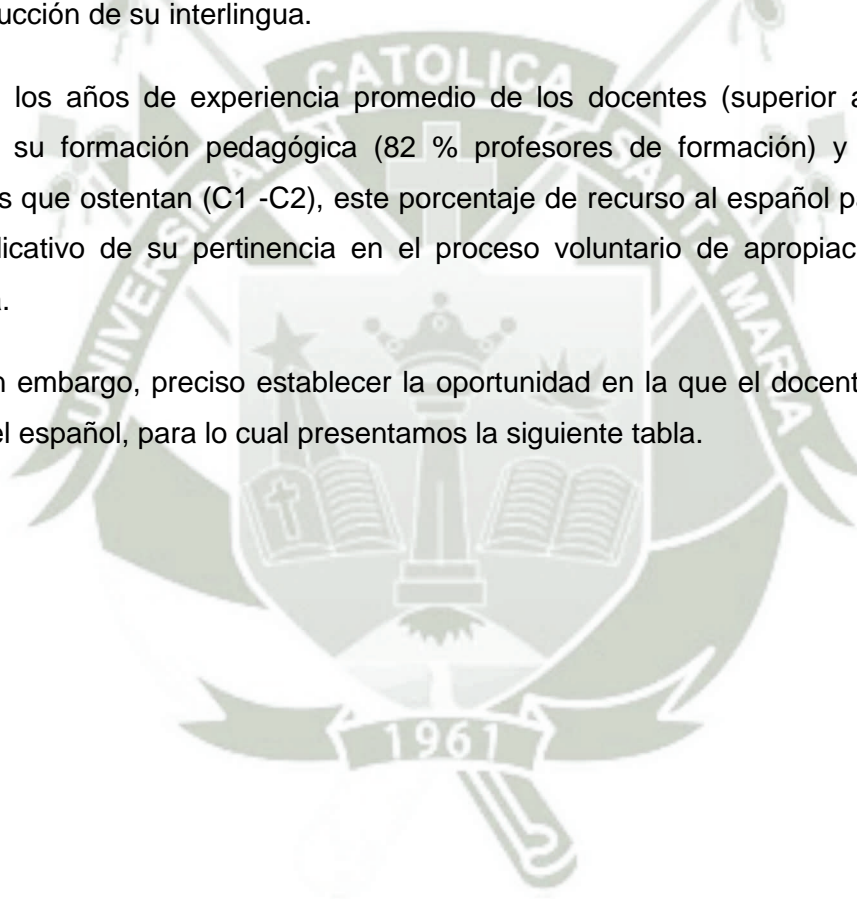 ucción de su interlingua.
los años de experiencia promedio de los docentes (superior a
su formación pedagógica (82 % profesores de formación) y
s que ostentan (C1 -C2), este porcentaje de recurso al español pa
licativo de su pertinencia en el proceso voluntario de apropiac
.
n embargo, preciso establecer la oportunidad en la que el docent
el español, para lo cual presentamos la siguiente tabla.
UNIVERSIDAD CATOLICA SANTA MARIA
1961